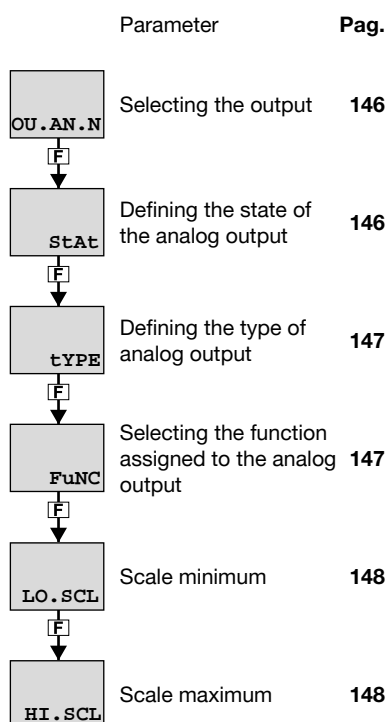 Parameter Pag.
OU.AN.N Selecting the output 146
F
StAt Defining the state of
the analog output 146
F
tYPE Defining the type of
analog output 147
F
FuNC Selecting the function
assigned to the analog 147
output
F
LO.SCL Scale minimum 148
F
HI.SCL Scale maximum 148